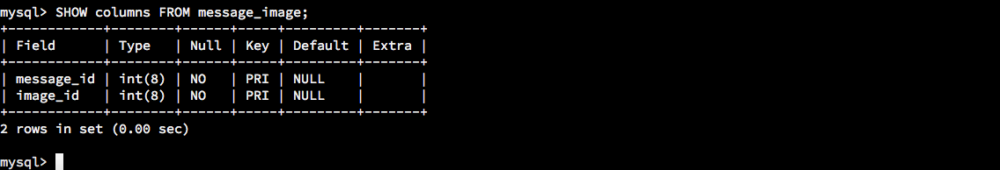 mysql> SHOW columns FROM message_image;
+------------+--------+------+-----+---------+-------+
| Field      | Type   | Null | Key | Default | Extra |
+------------+--------+------+-----+---------+-------+
| message_id | int(8) | NO   | PRI | NULL    |       |
| image_id   | int(8) | NO   | PRI | NULL    |       |
+------------+--------+------+-----+---------+-------+
2 rows in set (0.00 sec)
mysql>